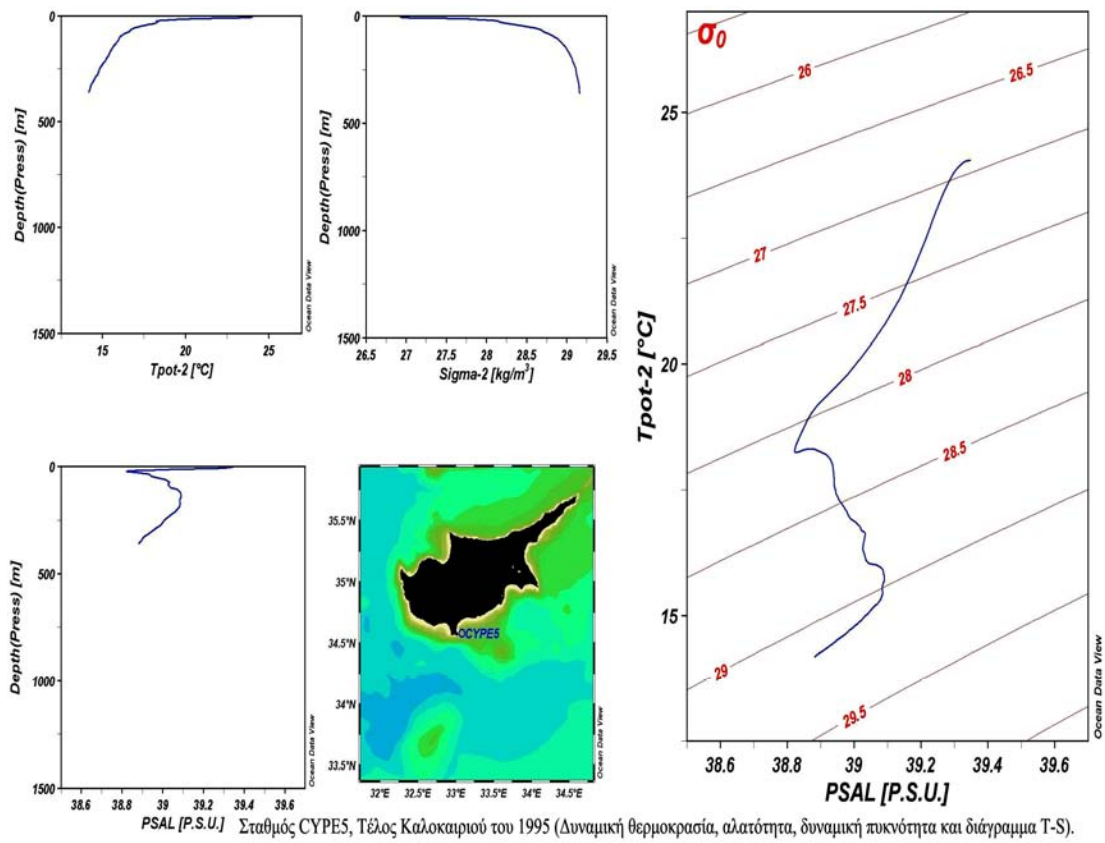 0
500
1000
1500
Depth(Press) [m]
15 20 25
Tpot-2 [°C]
Ocean Data View
0
500
1000
1500
Depth(Press) [m]
26.5 27 27.5 28 28.5 29 29.5
Sigma-2 [kg/m³]
Ocean Data View
σ₀
26
26.5
27
27.5
28
28.5
29
29.5
25
20
15
Tpot-2 [°C]
38.6 38.8 39 39.2 39.4 39.6
PSAL [P.S.U.]
Ocean Data View
0
500
1000
1500
Depth(Press) [m]
38.6 38.8 39 39.2 39.4 39.6
PSAL [P.S.U.]
Ocean Data View
35.5°N
35°N
34.5°N
34°N
33.5°N
CYPE5
32°E 32.5°E 33°E 33.5°E 34°E 34.5°E
Ocean Data View
Σταθμός CYPE5, Τέλος Καλοκαιριού του 1995 (Δυναμική θερμοκρασία, αλατότητα, δυναμική πυκνότητα και διάγραμμα T-S).